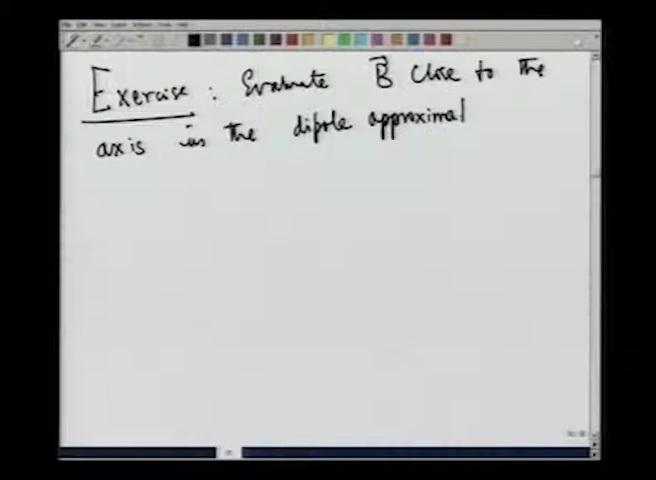 Exercise : Evaluate B⃗ close to the
axis in the dipole approximal